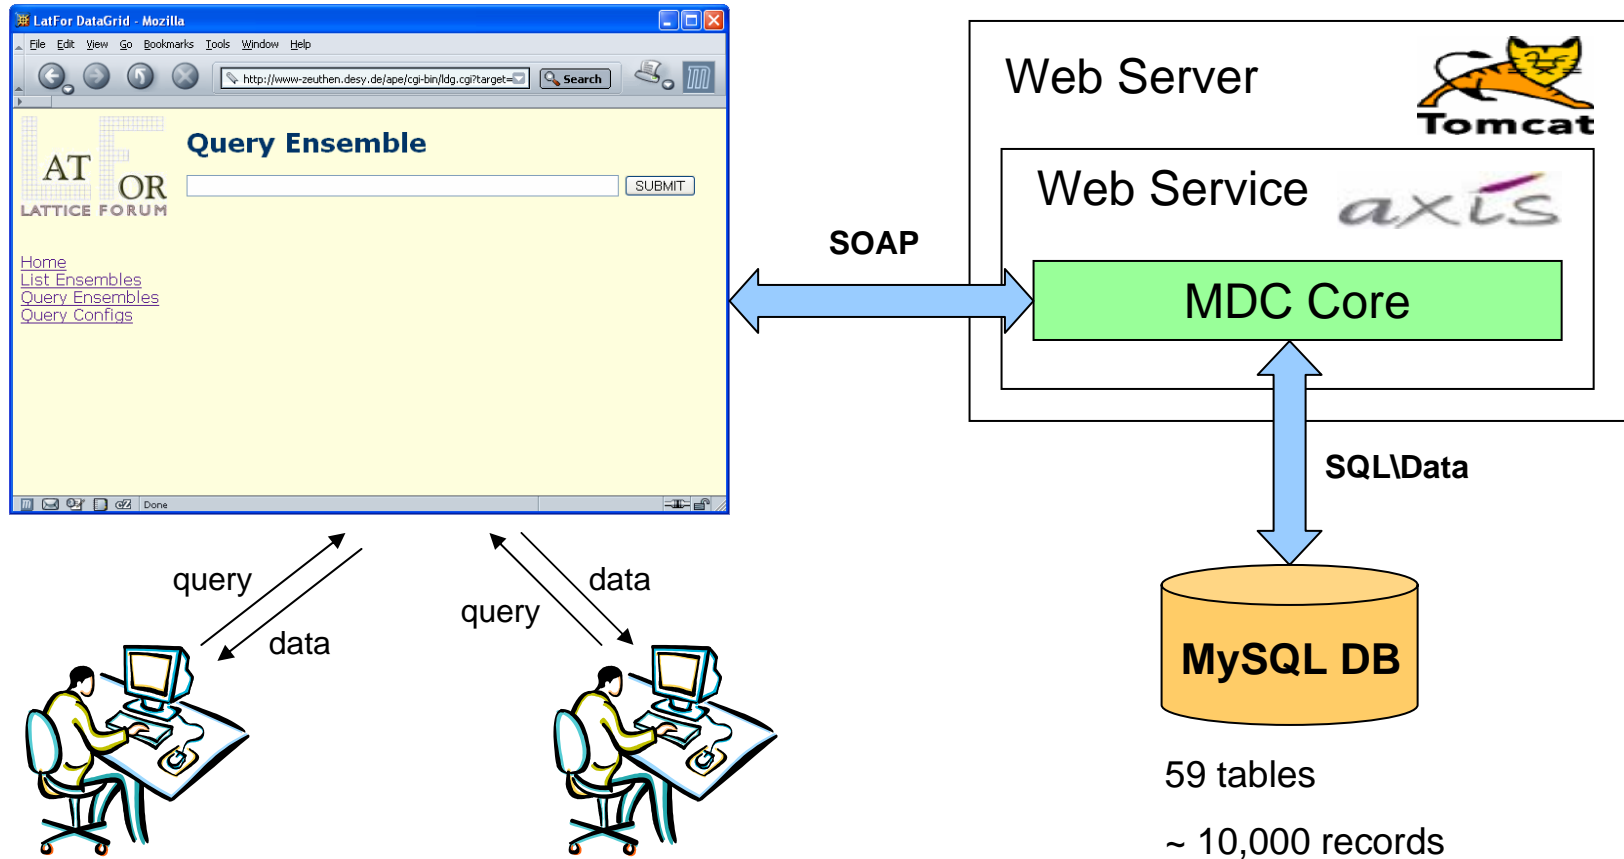 LatFor DataGrid - Mozilla
File Edit View Go Bookmarks Tools Window Help
http://www-zeuthen.desy.de/ape/cgi-bin/ldg.cgi?target=
Search
LAT FOR
LATTICE FORUM
Query Ensemble
SUBMIT
Home
List Ensembles
Query Ensembles
Query Configs
Done
SOAP
Web Server
Tomcat
Web Service
axis
MDC Core
SQL\Data
MySQL DB
59 tables
~ 10,000 records
query
data
query
data